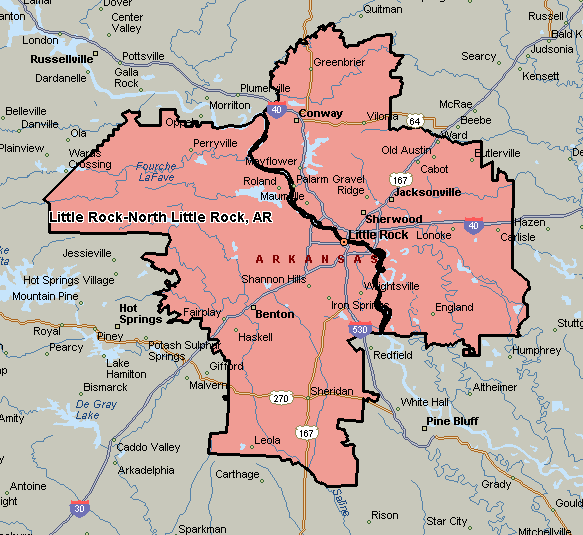 Lamar
Dover
Quitman
Center
Valley
Russell
London
Bald K
Judsonia
Russellville
Pottsville
Searcy
Greenbrier
Dardanelle
Galla
Rock
Kensett
Plumerville
Morrilton
40
McRae
Belleville
Conway
Vilonia
64
Beebe
Danville
Oppelo
Ola
Ward
Plainview
Perryville
Old Austin
Wards
Crossing
Mayflower
Butlerville
Fourche
LaFave
Cabot
Roland
Palarm
Gravel
Ridge
167
Jacksonville
Maumelle
Little Rock-North Little Rock, AR
Sherwood
40
Hazen
Little Rock
Lonoke
Carlisle
Jessieville
ARKANSAS
Hot Springs Village
Shannon Hills
Wrightsville
Mountain Pine
Iron Springs
England
Hot
Springs
Fairplay
Benton
Stuttg
Royal
Piney
Haskell
530
Pearcy
Potash Sulphur
Springs
Redfield
Humphrey
Lake
Hamilton
Gifford
Bismarck
Malvern
Sheridan
Altheimer
270
De Gray
Lake
White Hall
Amity
167
Pine Bluff
Caddo Valley
Leola
Arkadelphia
Carthage
Antoine
Grady
Saline
Goul
30
Rison
Star City
Sparkman
Mitchellville